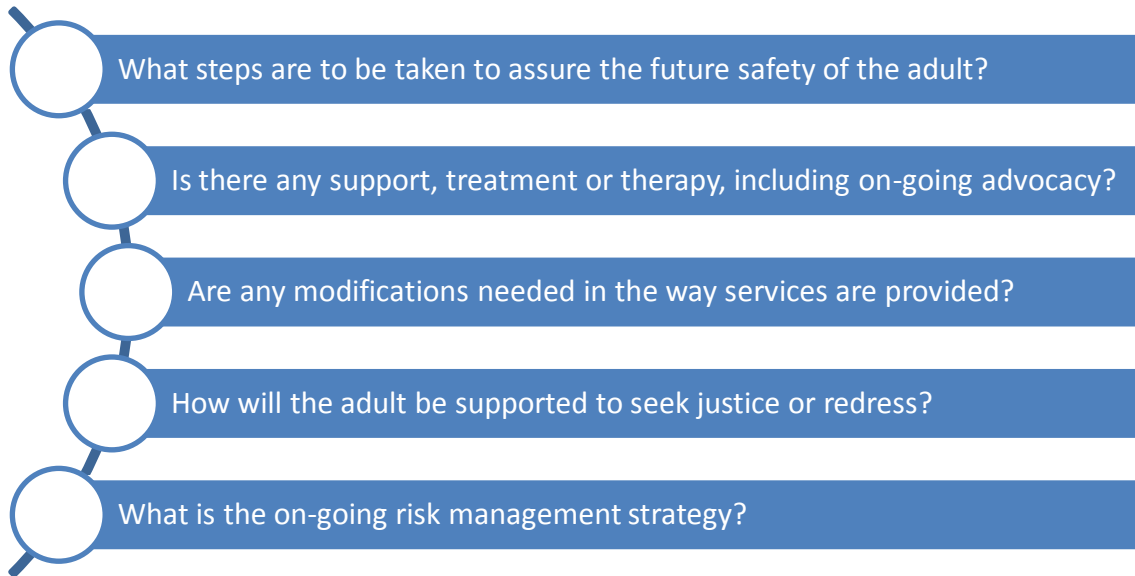 What steps are to be taken to assure the future safety of the adult?
Is there any support, treatment or therapy, including on-going advocacy?
Are any modifications needed in the way services are provided?
How will the adult be supported to seek justice or redress?
What is the on-going risk management strategy?